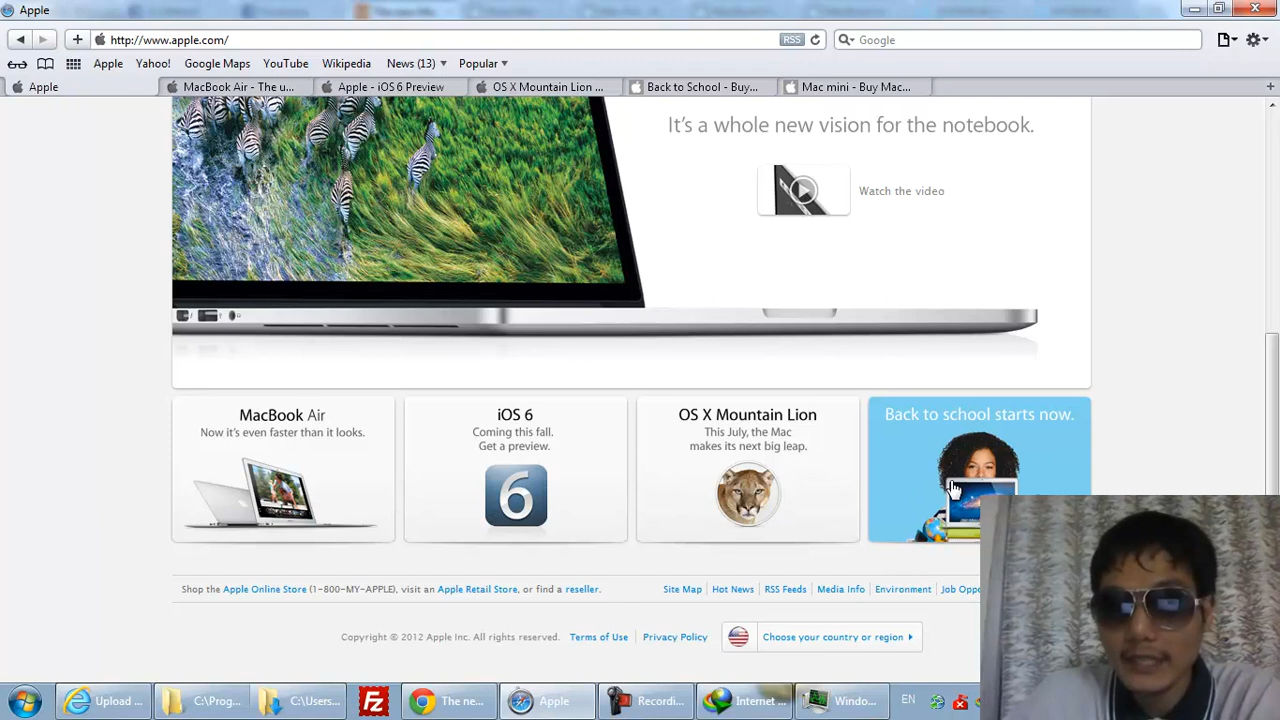 Apple
http://www.apple.com/
RSS
Google
Apple
Yahoo!
Google Maps
YouTube
Wikipedia
News (13)
Popular
Apple
MacBook Air - The u...
Apple - iOS 6 Preview
OS X Mountain Lion ...
Back to School - Buy...
Mac mini - Buy Mac...
It's a whole new vision for the notebook.
Watch the video
MacBook Air
Now it's even faster than it looks.
iOS 6
Coming this fall.
Get a preview.
6
OS X Mountain Lion
This July, the Mac
makes its next big leap.
Back to school starts now.
Shop the Apple Online Store (1-800-MY-APPLE), visit an Apple Retail Store, or find a reseller.
Site Map
Hot News
RSS Feeds
Media Info
Environment
Job Oppo
Copyright © 2012 Apple Inc. All rights reserved.
Terms of Use
Privacy Policy
Choose your country or region
Upload ...
C:\Prog...
C:\Users...
Fz
The ne...
Apple
Recordi...
Internet ...
Windo...
EN